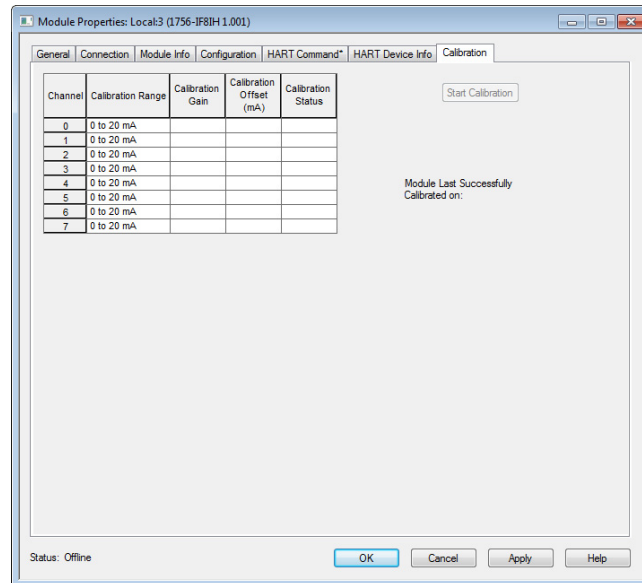 Module Properties: Local:3 (1756-IF8IH 1.001)
General Connection Module Info Configuration HART Command* HART Device Info Calibration
Channel Calibration Range Calibration Gain Calibration Offset (mA) Calibration Status
Start Calibration
0 0 to 20 mA
1 0 to 20 mA
2 0 to 20 mA
3 0 to 20 mA
4 0 to 20 mA
5 0 to 20 mA
6 0 to 20 mA
7 0 to 20 mA
Module Last Successfully
Calibrated on:
Status: Offline
OK Cancel Apply Help